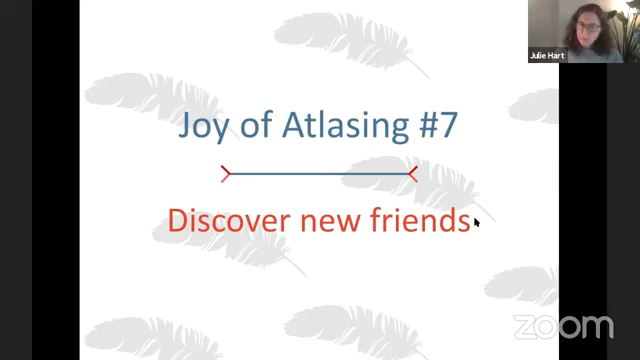 Julie Hart
Joy of Atlasing #7
Discover new friends
zoom